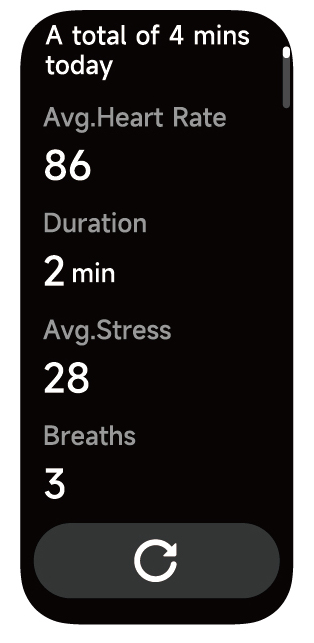 A total of 4 mins
today
Avg.Heart Rate
86
Duration
2 min
Avg.Stress
28
Breaths
3